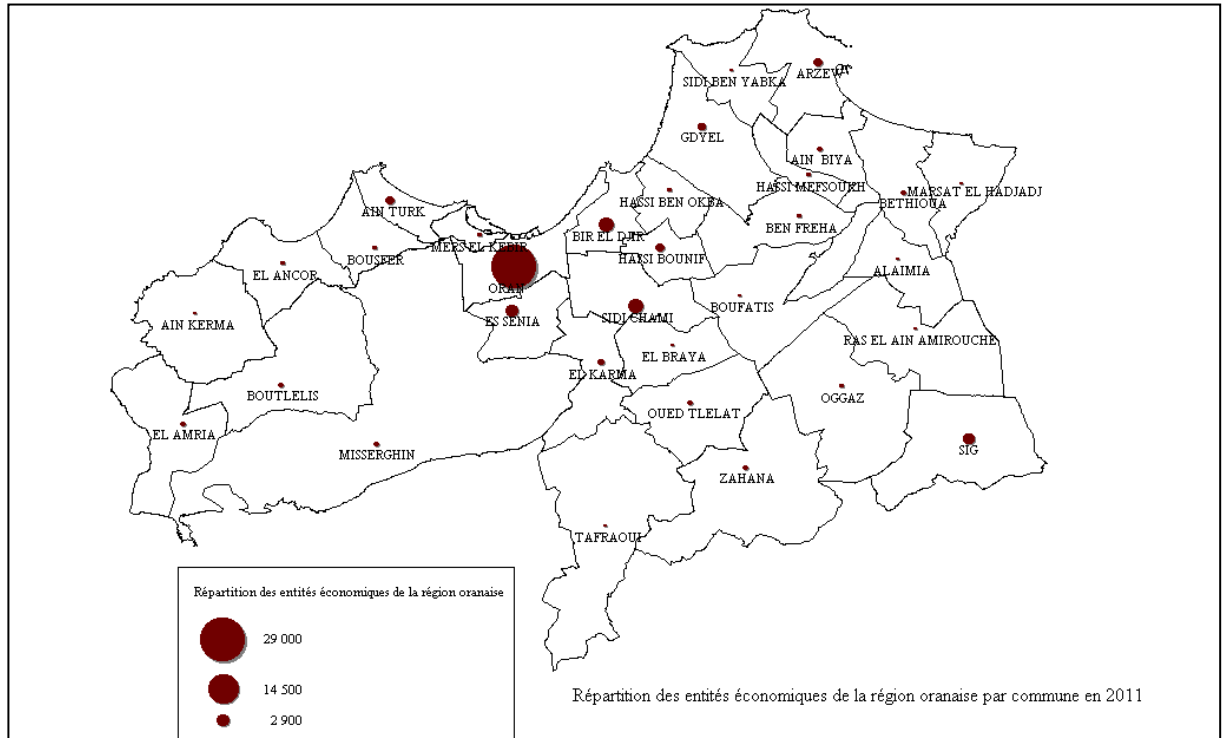 SIDI BEN YABKA
ARZEW
GDYEL
AIN BIYA
HASSI MEFSOUKH
MARSAT EL HADJADJ
BETHIOUA
HASSI BEN OKBA
AIN TURK
BEN FREHA
BIR EL DJIR
MERS EL KEBIR
BOUSFER
HASSI BOUNIF
EL ANCOR
ALAIMIA
ORAN
BOUFATIS
ES SENIA
SIDI CHAMI
AIN KERMA
RAS EL AIN AMIROUCHE
EL BRAYA
EL KARMA
BOUTLELIS
OGGAZ
OUED TLELAT
EL AMRIA
SIG
MISSERGHIN
ZAHANA
TAFRAOUI
Répartition des entités économiques de la région oranaise
29 000
14 500
2 900
Répartition des entités économiques de la région oranaise par commune en 2011